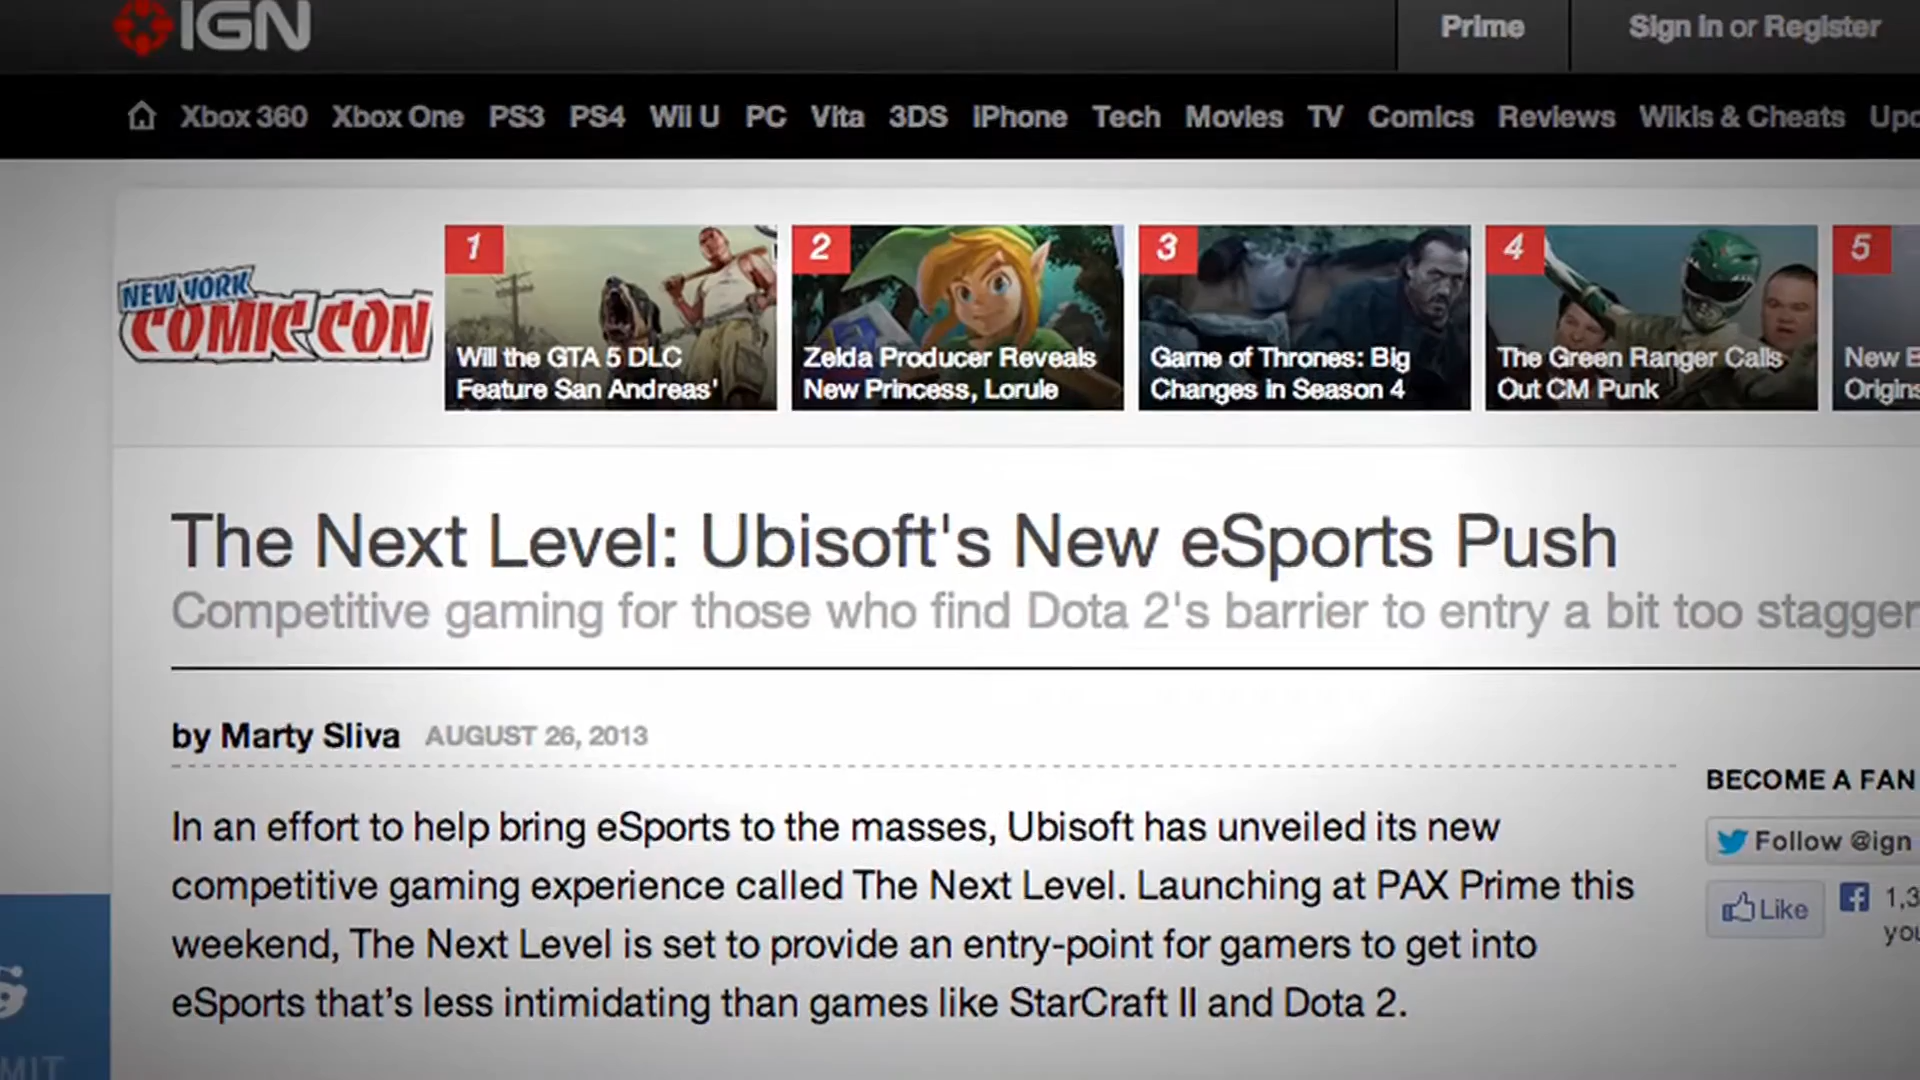 IGN
Prime
Sign In or Register
Xbox 360 Xbox One PS3 PS4 Wii U PC Vita 3DS iPhone Tech Movies TV Comics Reviews Wikis & Cheats
NEW YORK
COMIC CON
1
Will the GTA 5 DLC
Feature San Andreas'
2
Zelda Producer Reveals
New Princess, Lorule
3
Game of Thrones: Big
Changes in Season 4
4
The Green Ranger Calls
Out CM Punk
5
New
Origins
The Next Level: Ubisoft's New eSports Push
Competitive gaming for those who find Dota 2's barrier to entry a bit too stagger
by Marty Sliva AUGUST 26, 2013
In an effort to help bring eSports to the masses, Ubisoft has unveiled its new
competitive gaming experience called The Next Level. Launching at PAX Prime this
weekend, The Next Level is set to provide an entry-point for gamers to get into
eSports that's less intimidating than games like StarCraft II and Dota 2.
BECOME A FAN
Follow @ign
Like
1,3
you
MIT